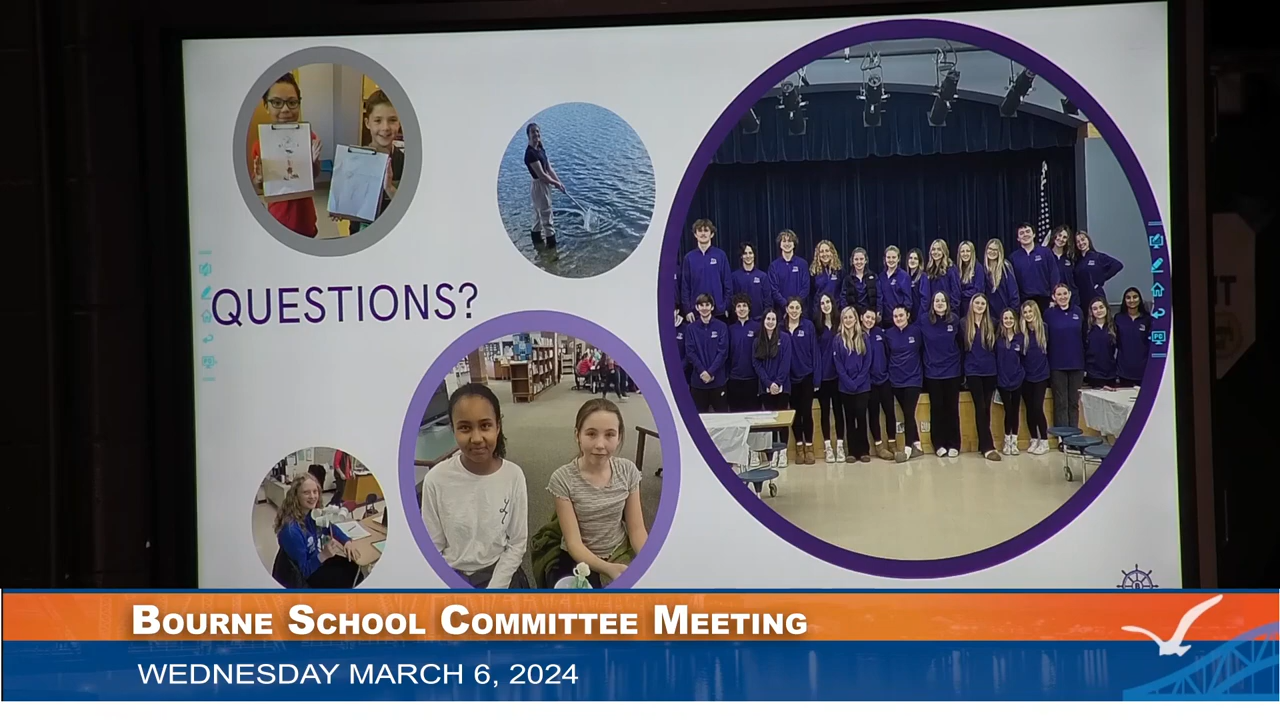 QUESTIONS?
BOURNE SCHOOL COMMITTEE MEETING
WEDNESDAY MARCH 6, 2024